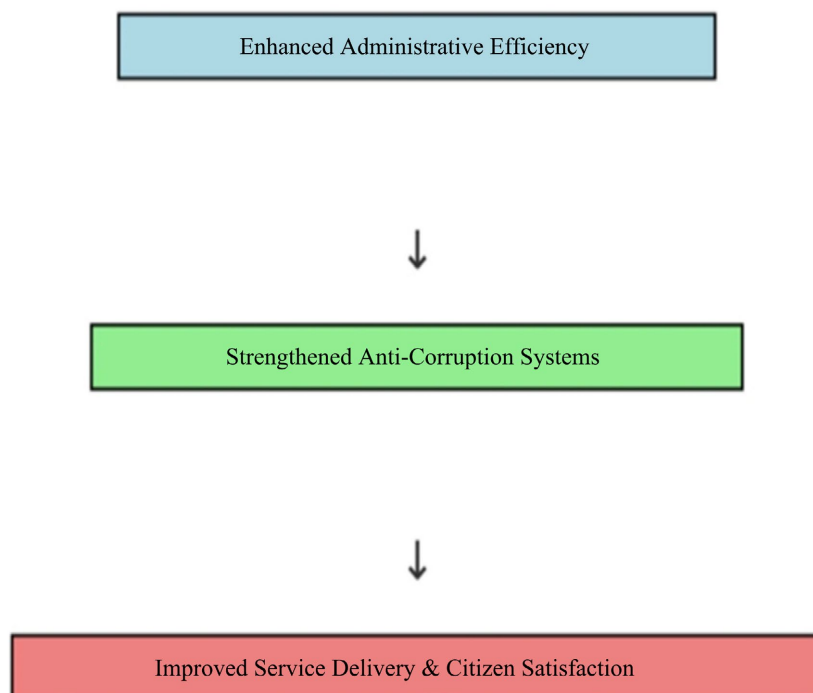 Enhanced Administrative Efficiency
Strengthened Anti-Corruption Systems
Improved Service Delivery & Citizen Satisfaction